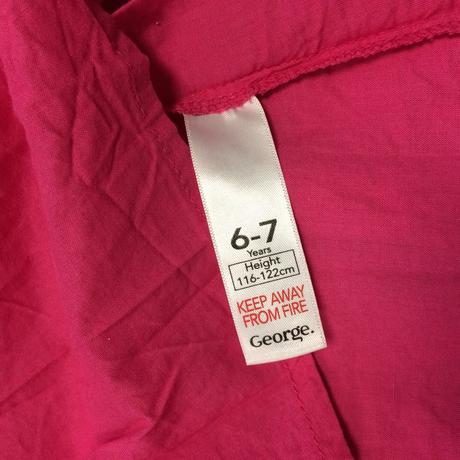 6-7
Years
Height
116-122cm
KEEP AWAY
FROM FIRE
George.